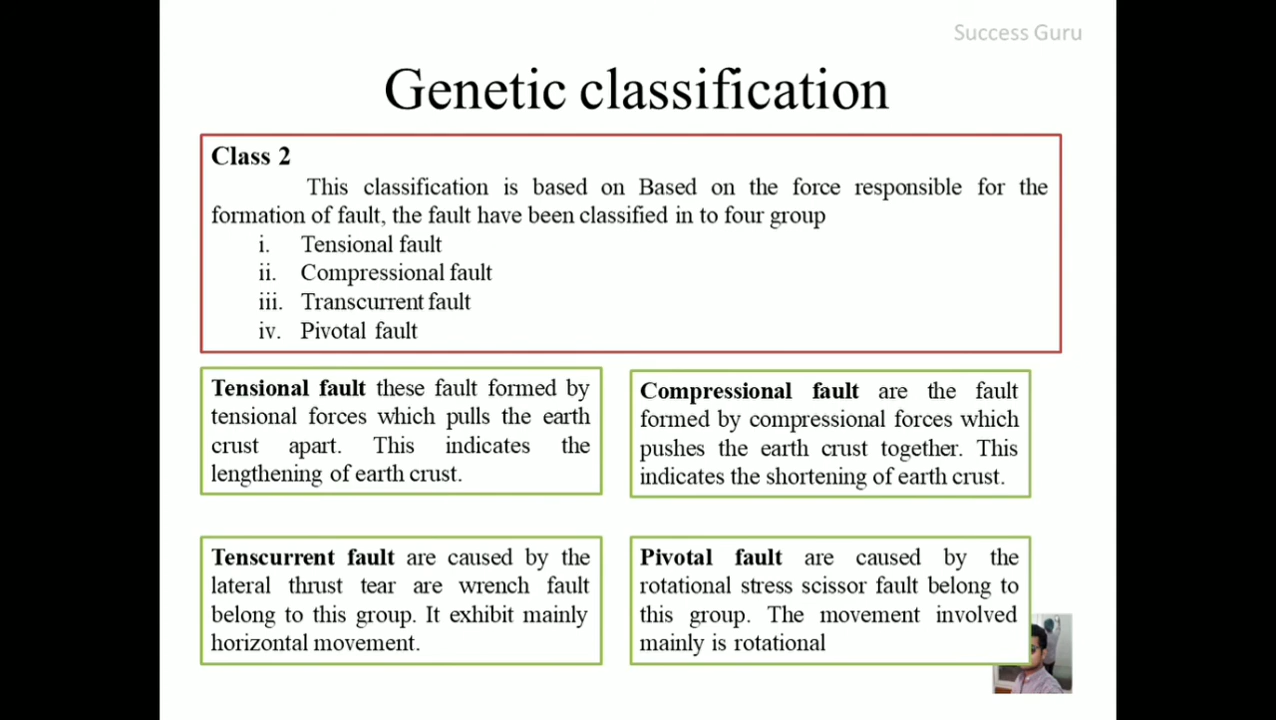 Success Guru
Genetic classification
Class 2
This classification is based on Based on the force responsible for the
formation of fault, the fault have been classified in to four group
i. Tensional fault
ii. Compressional fault
iii. Transcurrent fault
iv. Pivotal fault
Tensional fault these fault formed by
tensional forces which pulls the earth
crust apart. This indicates the
lengthening of earth crust.
Compressional fault are the fault
formed by compressional forces which
pushes the earth crust together. This
indicates the shortening of earth crust.
Tenscurrent fault are caused by the
lateral thrust tear are wrench fault
belong to this group. It exhibit mainly
horizontal movement.
Pivotal fault are caused by the
rotational stress scissor fault belong to
this group. The movement involved
mainly is rotational